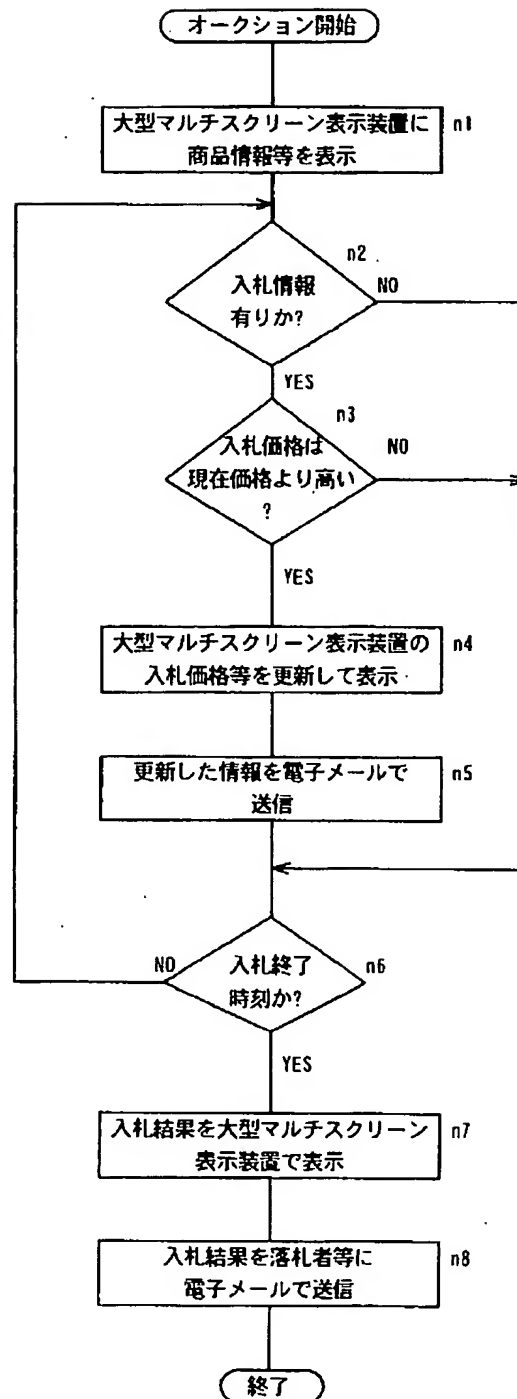 オークション開始
大型マルチスクリーン表示装置に
商品情報等を表示
n1
n2
入札情報
有りか?
NO
YES
n3
入札価格は
現在価格より高い
?
NO
YES
大型マルチスクリーン表示装置の
入札価格等を更新して表示
n4
更新した情報を電子メールで
送信
n5
入札終了
時刻か?
NO
n6
YES
入札結果を大型マルチスクリーン
表示装置で表示
n7
入札結果を落札者等に
電子メールで送信
n8
終了